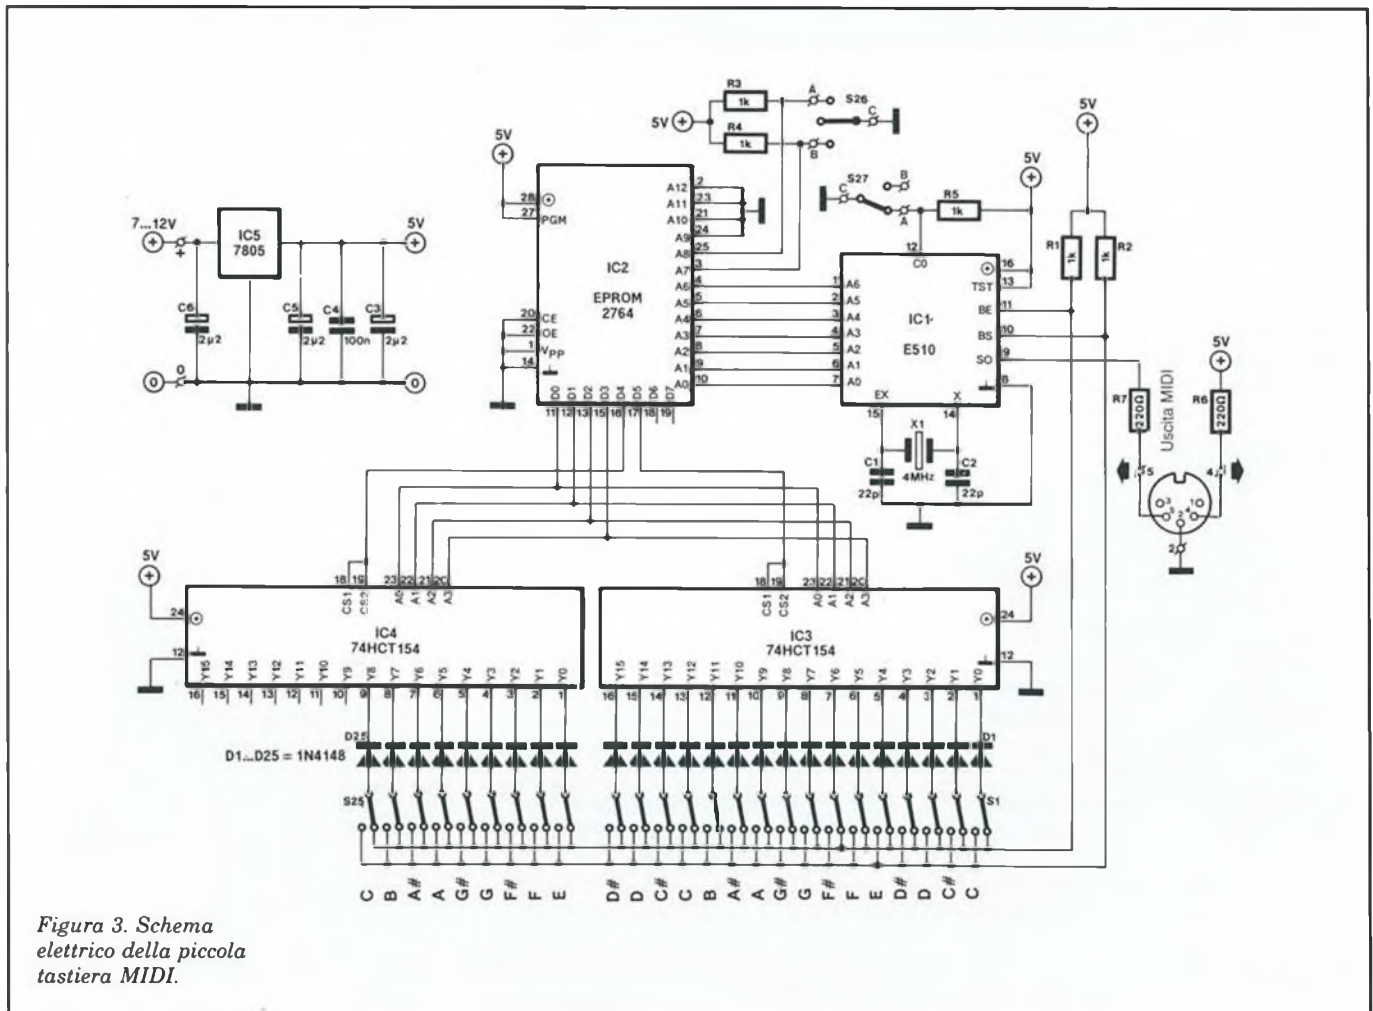 7...12V
+
IC5
7805
5V
C6
2µ2
C5
2µ2
C4
100n
C3
2µ2
0
0
0
5V
28
27
PGM
IC2
EPROM
2764
20
CE
22
OE
1
VPP
14
A12 2
A11 23
A10 21
A9 24
A8 25
A7 3
A6 4
A5 5
A4 6
A3 7
A2 8
A1 9
A0 10
D0 D1 D2 D3 D4 D5 D6 D7
11 12 13 15 16 17 18 19
5V
R3
1k
R4
1k
A
S26
C
B
S27
C
B
A
R5
1k
5V
12
C0
IC1
E510
1 A6
2 A5
3 A4
4 A3
5 A2
6 A1
7 A0
16
TST 13
BE 11
BS 10
SO 9
8
EX
15
X
14
X1
4MHz
C1
22p
C2
22p
5V
R1
1k
R2
1k
5V
R7
220Ω
R6
220Ω
Uscita MIDI
5
4
3 1
5 2 4
2
5V
24
12
18 19 23 22 21 20
CS1 CS2 A0 A1 A2 A3
IC4
74HCT154
Y15 Y14 Y13 Y12 Y11 Y10 Y9 Y8 Y7 Y6 Y5 Y4 Y3 Y2 Y1 Y0
16 15 14 13 12 11 10 9 8 7 6 5 4 3 2 1
18 19 23 22 21 20
CS1 CS2 A0 A1 A2 A3
IC3
74HCT154
Y15 Y14 Y13 Y12 Y11 Y10 Y9 Y8 Y7 Y6 Y5 Y4 Y3 Y2 Y1 Y0
16 15 14 13 12 11 10 9 8 7 6 5 4 3 2 1
5V
24
12
D25
D1
D1...D25 = 1N4148
S25
S1
C B A# A G# G F# F E D# D C# C B A# A G# G F# F E D# D C# C
Figura 3. Schema
elettrico della piccola
tastiera MIDI.